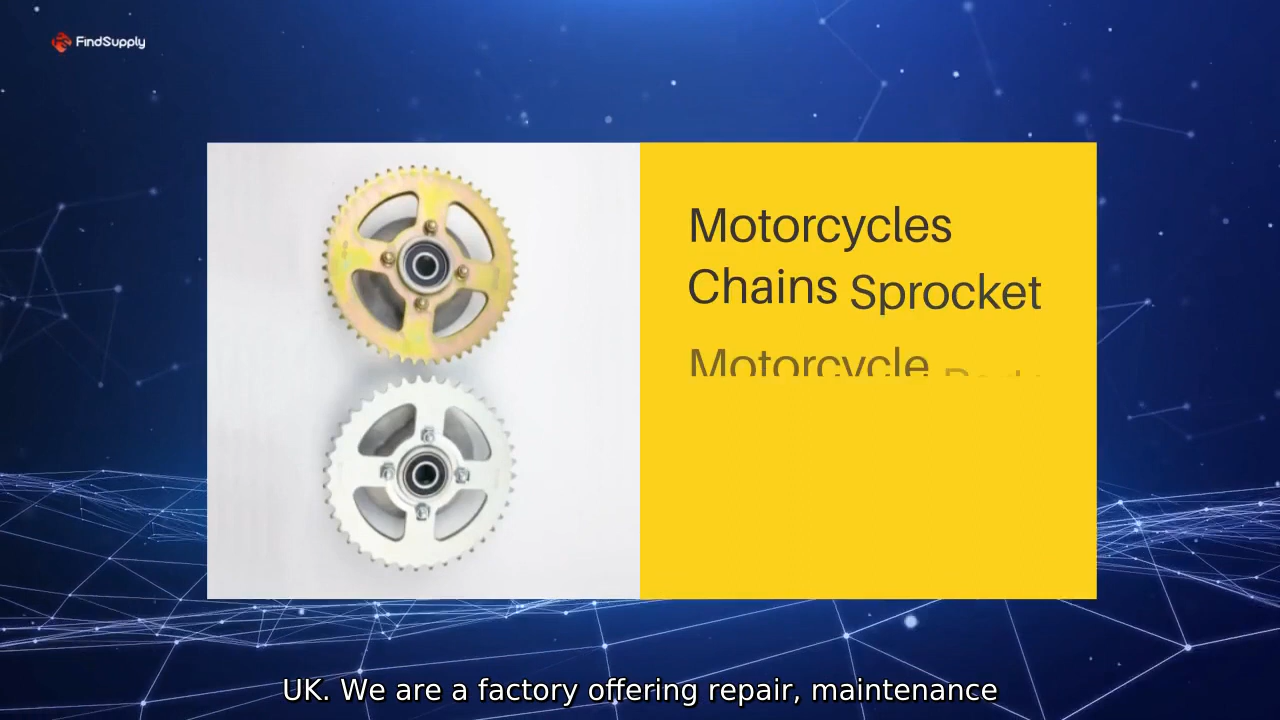 FindSupply
Motorcycles
Chains Sprocket
Motorcycle
UK. We are a factory offering repair, maintenance